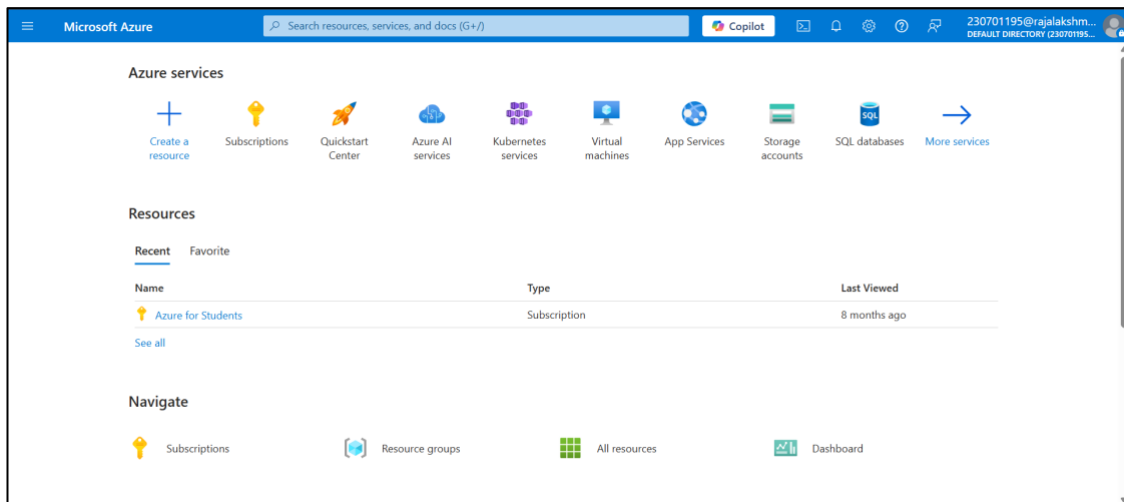 Microsoft Azure
Search resources, services, and docs (G+/)
Copilot
230701195@rajalakshm...
DEFAULT DIRECTORY (230701195...
Azure services
Create a resource
Subscriptions
Quickstart Center
Azure AI services
Kubernetes services
Virtual machines
App Services
Storage accounts
SQL
SQL databases
More services
Resources
Recent Favorite
Name Type Last Viewed
Azure for Students Subscription 8 months ago
See all
Navigate
Subscriptions Resource groups All resources Dashboard